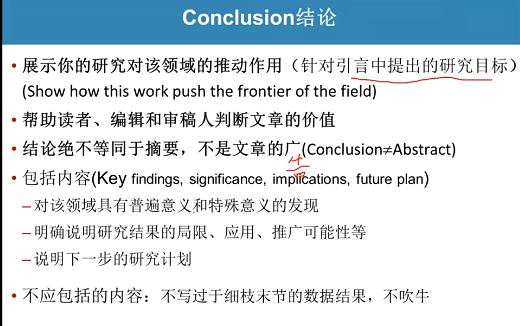 Conclusion结论
• 展示你的研究对该领域的推动作用（针对引言中提出的研究目标）
(Show how this work push the frontier of the field)
• 帮助读者、编辑和审稿人判断文章的价值
• 结论绝不等同于摘要，不是文章的广(Conclusion≠Abstract)
• 包括内容(Key findings, significance, implications, future plan)
–对该领域具有普遍意义和特殊意义的发现
–明确说明研究结果的局限、应用、推广可能性等
–说明下一步的研究计划
• 不应包括的内容：不写过于细枝末节的数据结果，不吹牛